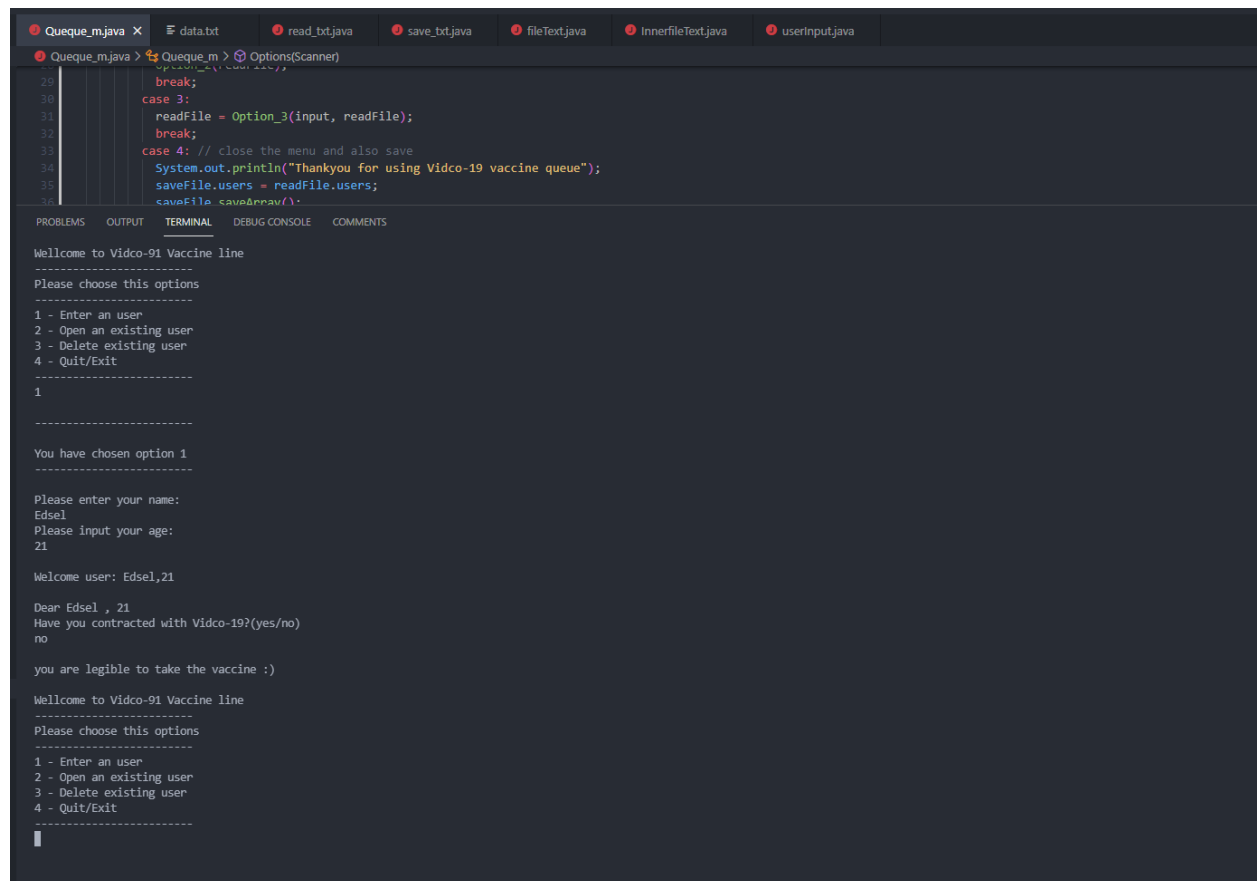 Queque_m.java × data.txt read_txt.java save_txt.java fileText.java InnerfileText.java userInput.java
Queque_m.java > Queque_m > Options(Scanner)
29 break;
30 case 3:
31 readFile = Option_3(input, readFile);
32 break;
33 case 4: // close the menu and also save
34 System.out.println("Thankyou for using Vidco-19 vaccine queue");
35 saveFile.users = readFile.users;
36 saveFile.saveArray();
PROBLEMS OUTPUT TERMINAL DEBUG CONSOLE COMMENTS
Wellcome to Vidco-91 Vaccine line
-------------------------
Please choose this options
-------------------------
1 - Enter an user
2 - Open an existing user
3 - Delete existing user
4 - Quit/Exit
-------------------------
1
-------------------------
You have chosen option 1
-------------------------
Please enter your name:
Edsel
Please input your age:
21
Welcome user: Edsel,21
Dear Edsel , 21
Have you contracted with Vidco-19?(yes/no)
no
you are legible to take the vaccine :)
Wellcome to Vidco-91 Vaccine line
-------------------------
Please choose this options
-------------------------
1 - Enter an user
2 - Open an existing user
3 - Delete existing user
4 - Quit/Exit
-------------------------